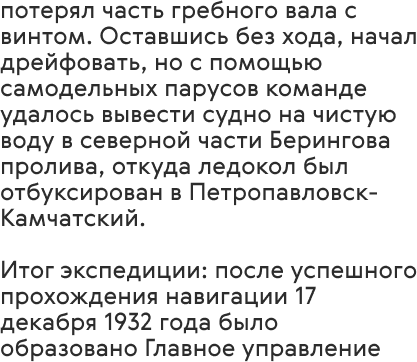 потерял часть гребного вала с
винтом. Оставшись без хода, начал
дрейфовать, но с помощью
самодельных парусов команде
удалось вывести судно на чистую
воду в северной части Берингова
пролива, откуда ледокол был
отбуксирован в Петропавловск-
Камчатский.

Итог экспедиции: после успешного
прохождения навигации 17
декабря 1932 года было
образовано Главное управление